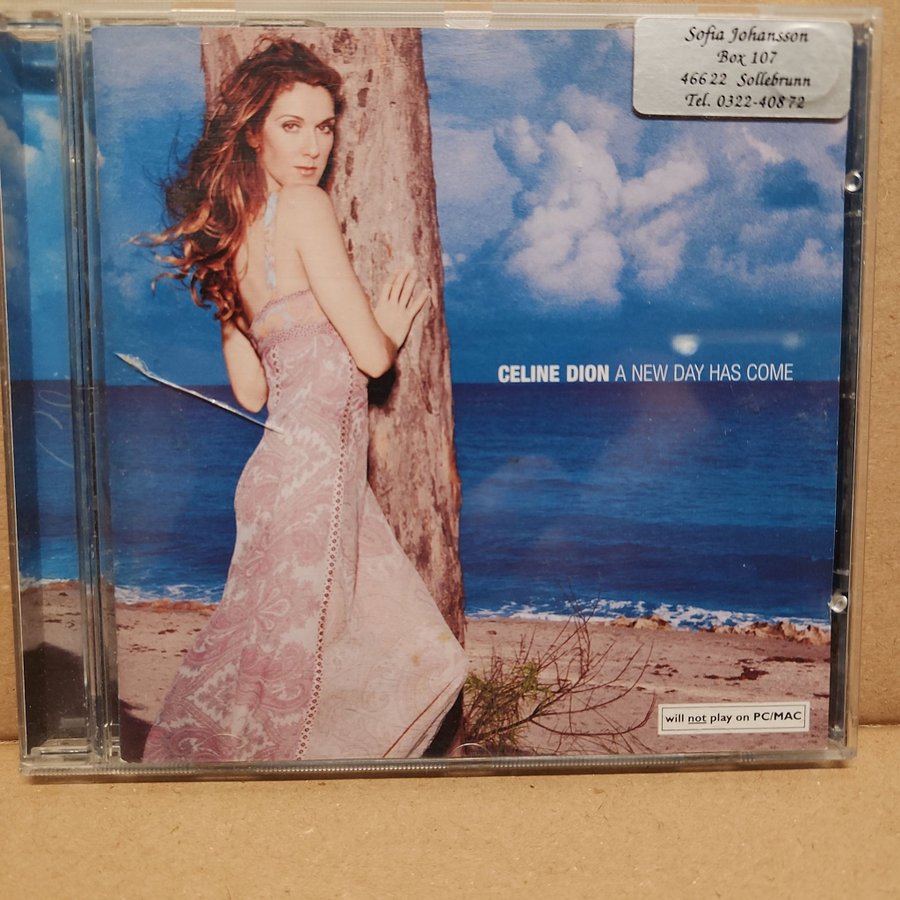 Sofia Johansson
Box 107
466 22 Sollebrunn
Tel. 0322-408 72
CELINE DION A NEW DAY HAS COME
will not play on PC/MAC